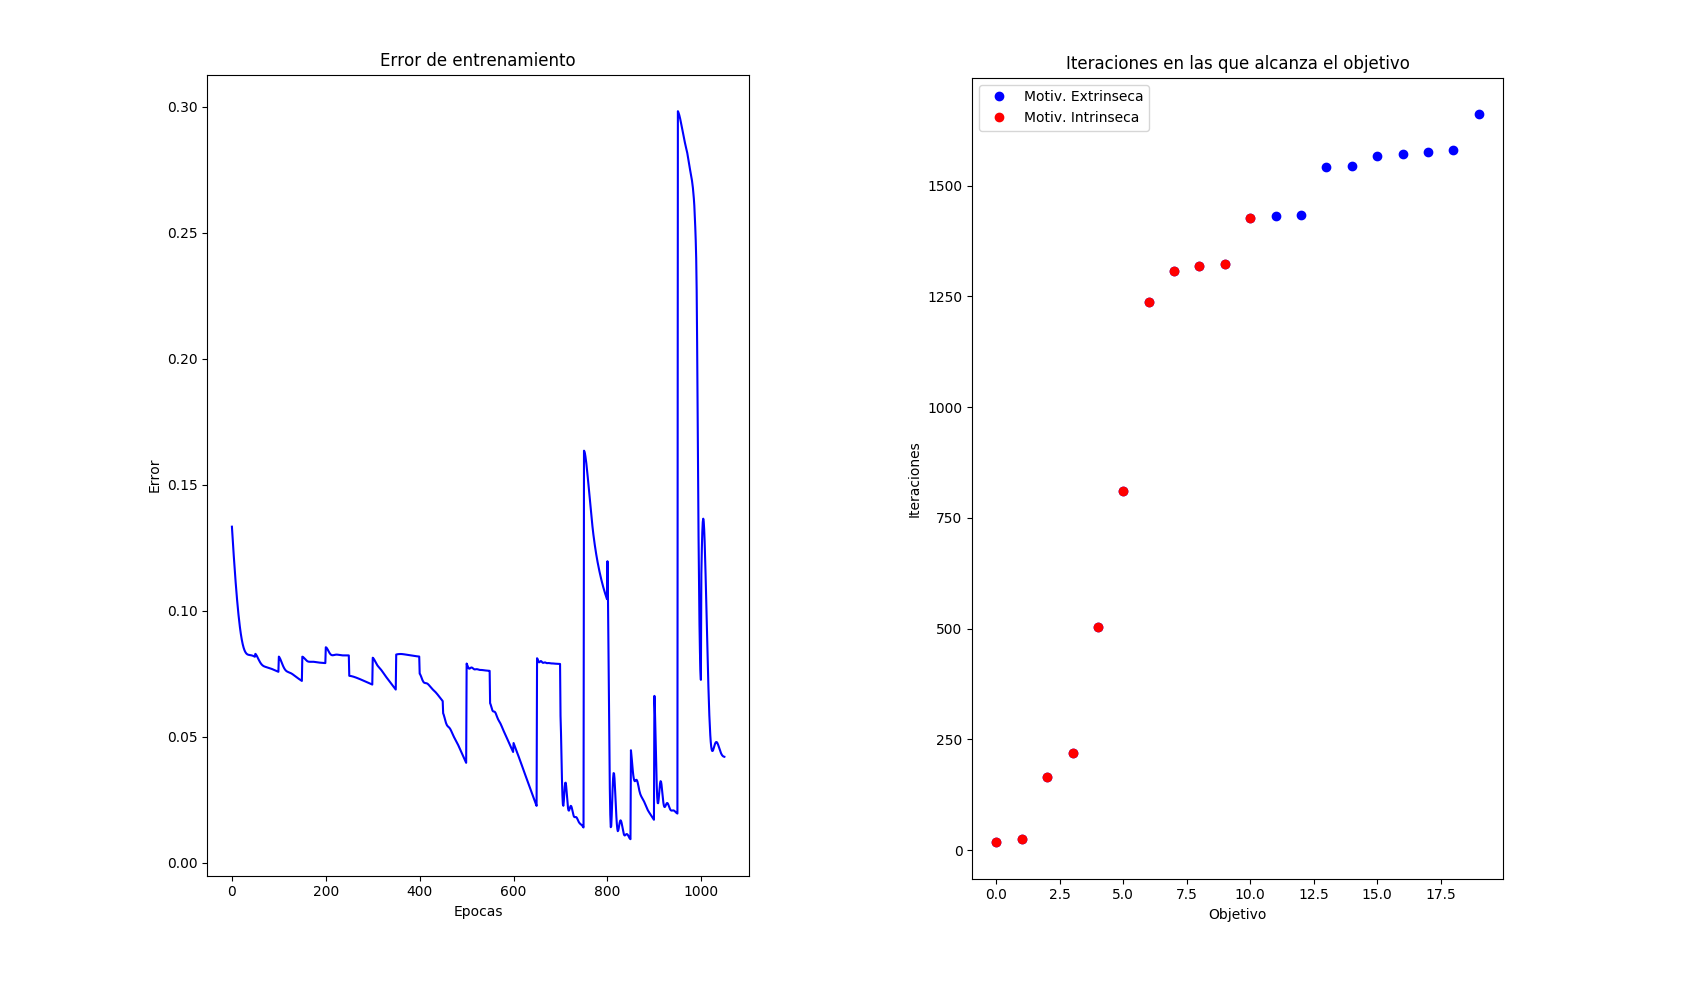 Error de entrenamiento
0.30
0.25
0.20
0.15
0.10
0.05
0.00
Error
0 200 400 600 800 1000
Epocas
Iteraciones en las que alcanza el objetivo
Motiv. Extrinseca
Motiv. Intrinseca
1500
1250
1000
750
500
250
0
Iteraciones
0.0 2.5 5.0 7.5 10.0 12.5 15.0 17.5
Objetivo